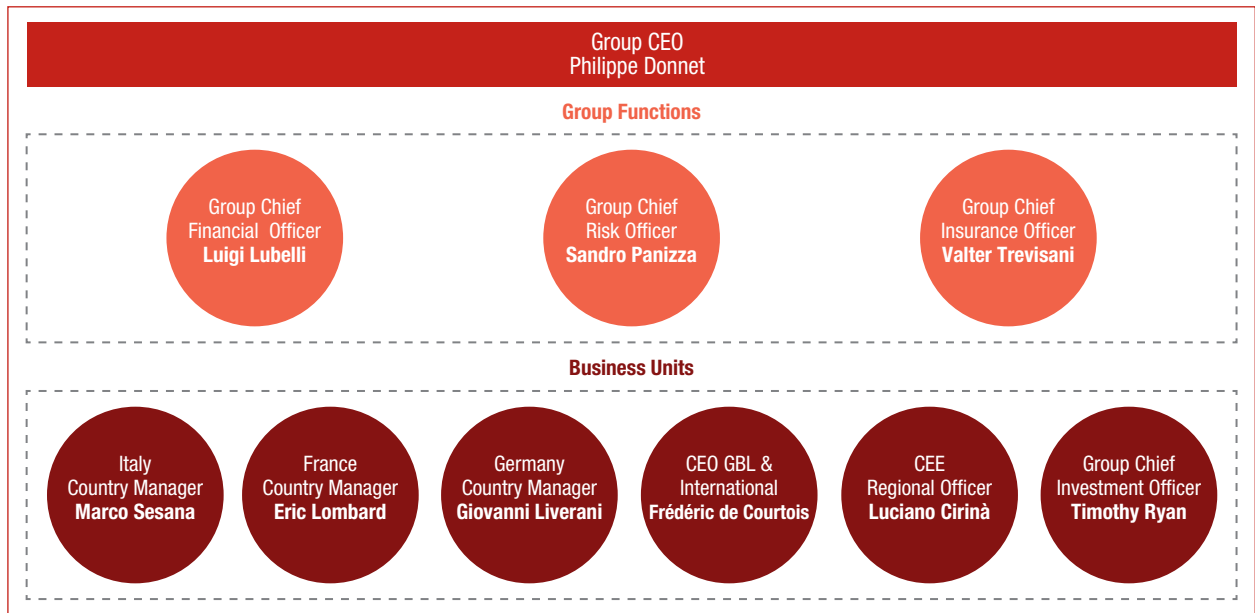 Group CEO
Philippe Donnet
Group Functions
Group Chief
Financial Officer
Luigi Lubelli
Group Chief
Risk Officer
Sandro Panizza
Group Chief
Insurance Officer
Valter Trevisani
Business Units
Italy
Country Manager
Marco Sesana
France
Country Manager
Eric Lombard
Germany
Country Manager
Giovanni Liverani
CEO GBL &
International
Frédéric de Courtois
CEE
Regional Officer
Luciano Cirinà
Group Chief
Investment Officer
Timothy Ryan